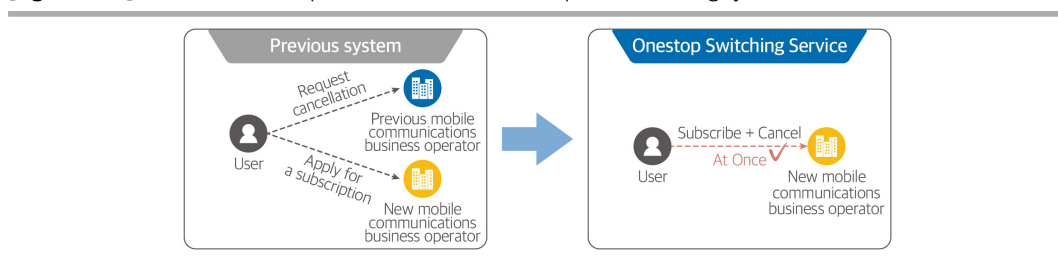 Previous system
Request
cancellation
Previous mobile
communications
business operator
User
Apply for
a subscription
New mobile
communications
business operator
Onestop Switching Service
Subscribe + Cancel
At Once
User
New mobile
communications
business operator